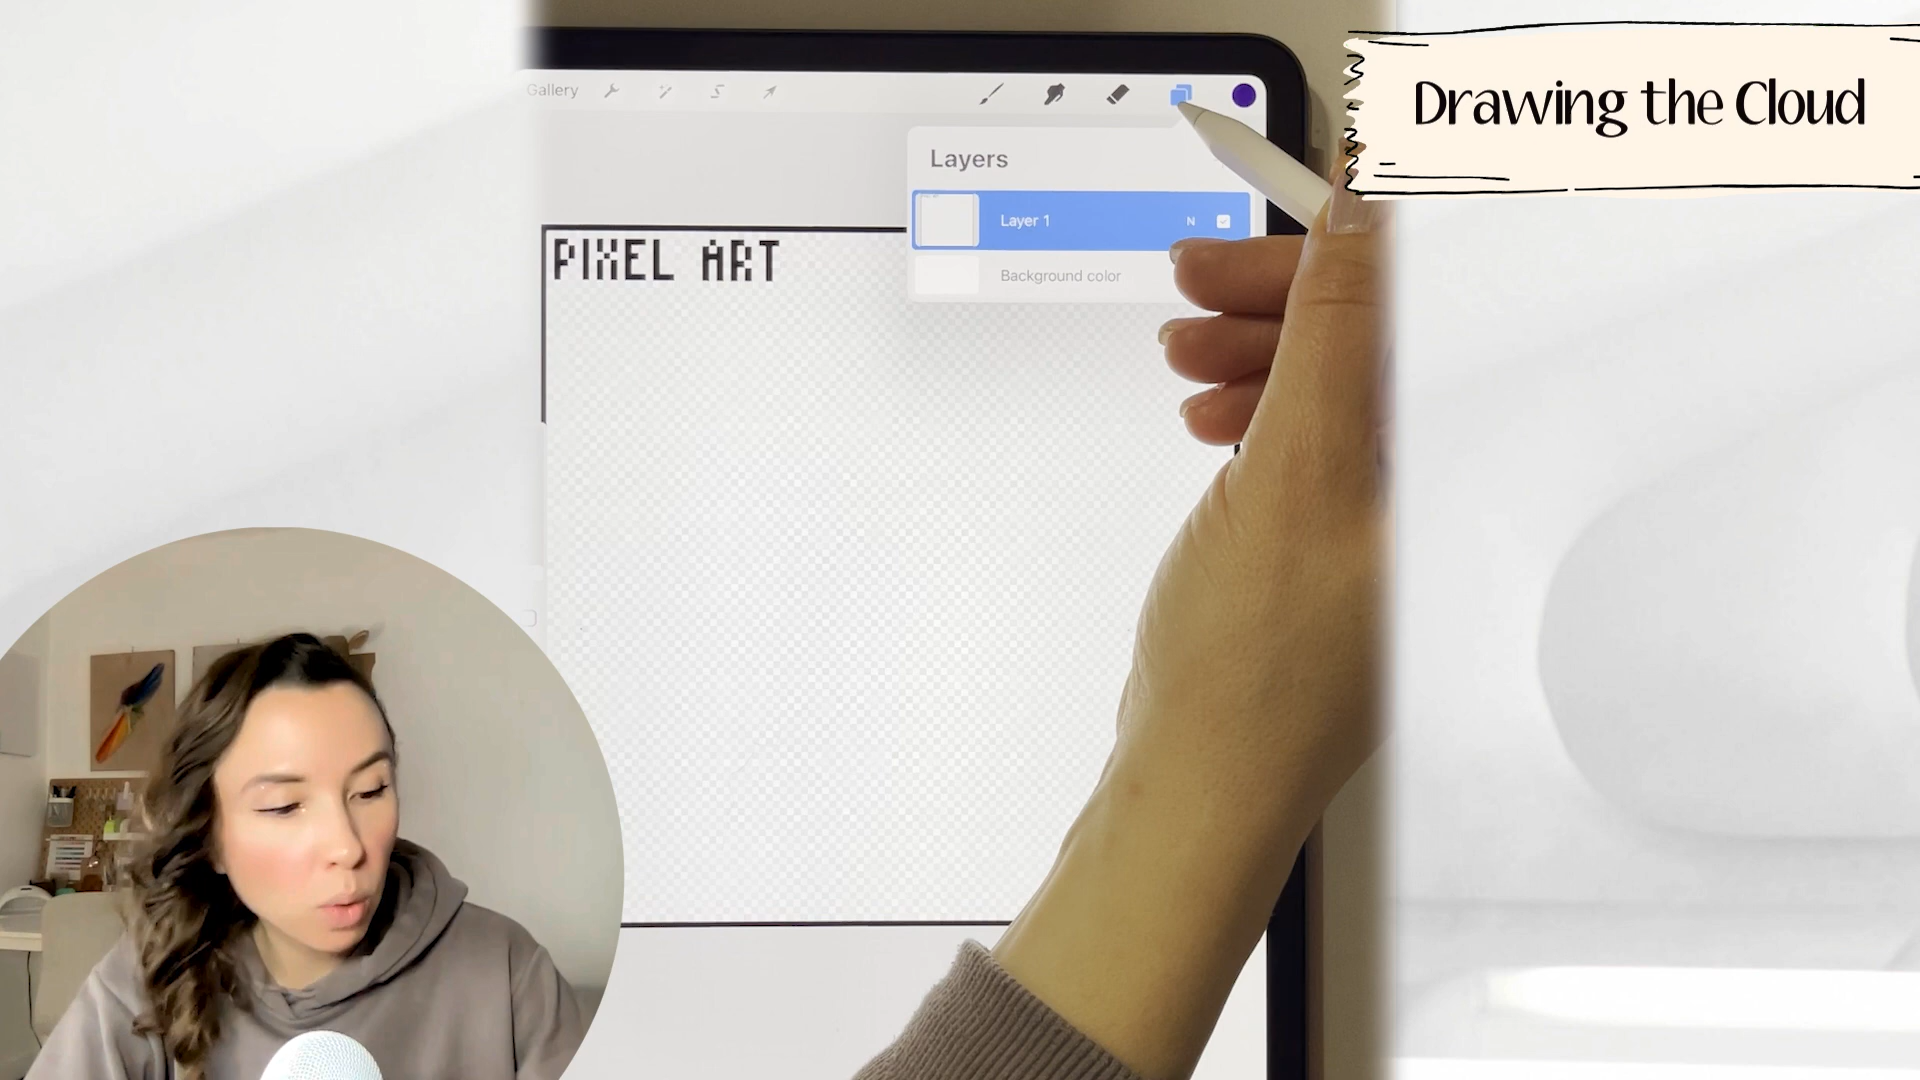 Drawing the Cloud
Gallery
Layers
Layer 1
N
Background color
PIXEL ART